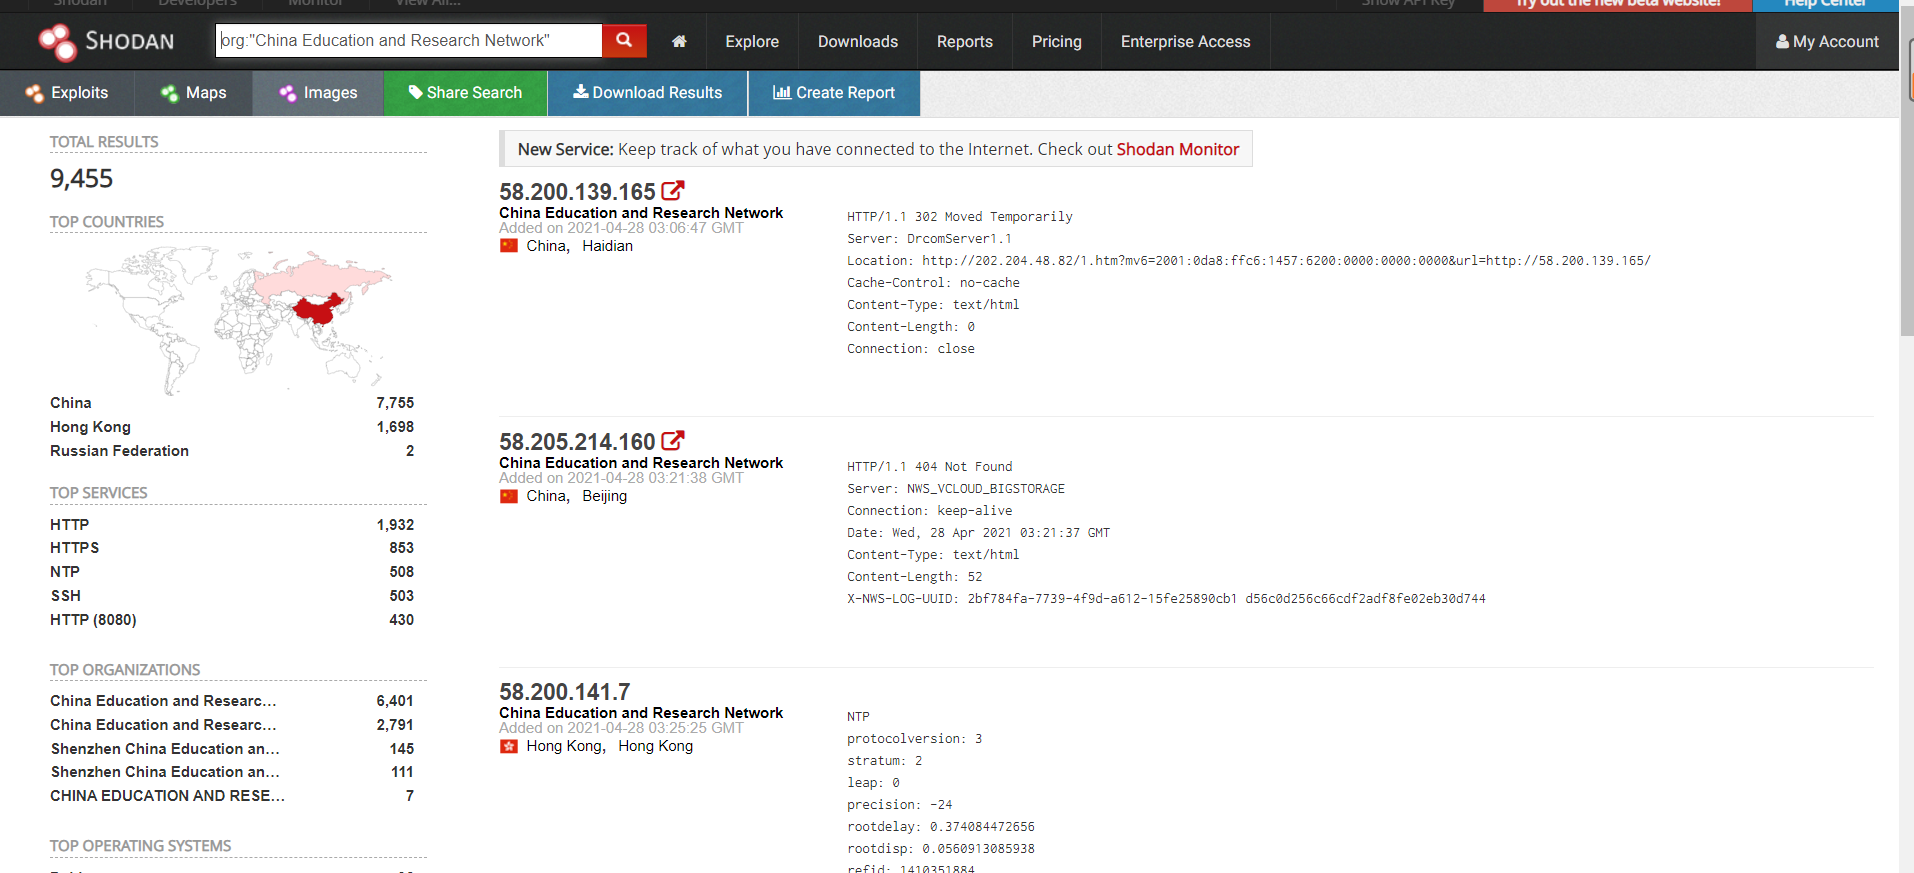 Shodan Developers Monitor View All... Show API Key Try out the new beta website! Help Center
SHODAN org:"China Education and Research Network" Explore Downloads Reports Pricing Enterprise Access My Account
Exploits Maps Images Share Search Download Results Create Report
TOTAL RESULTS
9,455
TOP COUNTRIES
China 7,755
Hong Kong 1,698
Russian Federation 2
TOP SERVICES
HTTP 1,932
HTTPS 853
NTP 508
SSH 503
HTTP (8080) 430
TOP ORGANIZATIONS
China Education and Researc... 6,401
China Education and Researc... 2,791
Shenzhen China Education an... 145
Shenzhen China Education an... 111
CHINA EDUCATION AND RESE... 7
TOP OPERATING SYSTEMS
New Service: Keep track of what you have connected to the Internet. Check out Shodan Monitor
58.200.139.165
China Education and Research Network
Added on 2021-04-28 03:06:47 GMT
China, Haidian
HTTP/1.1 302 Moved Temporarily
Server: DrcomServer1.1
Location: http://202.204.48.82/1.htm?mv6=2001:0da8:ffc6:1457:6200:0000:0000:0000&url=http://58.200.139.165/
Cache-Control: no-cache
Content-Type: text/html
Content-Length: 0
Connection: close
58.205.214.160
China Education and Research Network
Added on 2021-04-28 03:21:38 GMT
China, Beijing
HTTP/1.1 404 Not Found
Server: NWS_VCLOUD_BIGSTORAGE
Connection: keep-alive
Date: Wed, 28 Apr 2021 03:21:37 GMT
Content-Type: text/html
Content-Length: 52
X-NWS-LOG-UUID: 2bf784fa-7739-4f9d-a612-15fe25890cb1 d56c0d256c66cdf2adf8fe02eb30d744
58.200.141.7
China Education and Research Network
Added on 2021-04-28 03:25:25 GMT
Hong Kong, Hong Kong
NTP
protocolversion: 3
stratum: 2
leap: 0
precision: -24
rootdelay: 0.374084472656
rootdisp: 0.0560913085938
refid: 1410351884